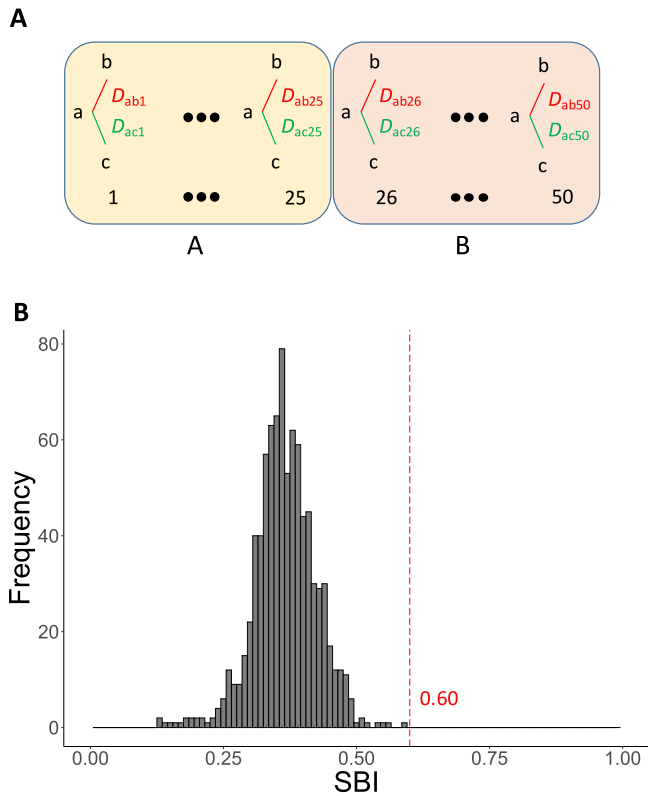 A
b b b b
a D_ab1 ●●● a D_ab25 a D_ab26 ●●● a D_ab50
D_ac1 D_ac25 D_ac26 D_ac50
c c c c
1 ●●● 25 26 ●●● 50
A B
B
80
60
40
20
0
Frequency
0.60
0.00 0.25 0.50 0.75 1.00
SBI